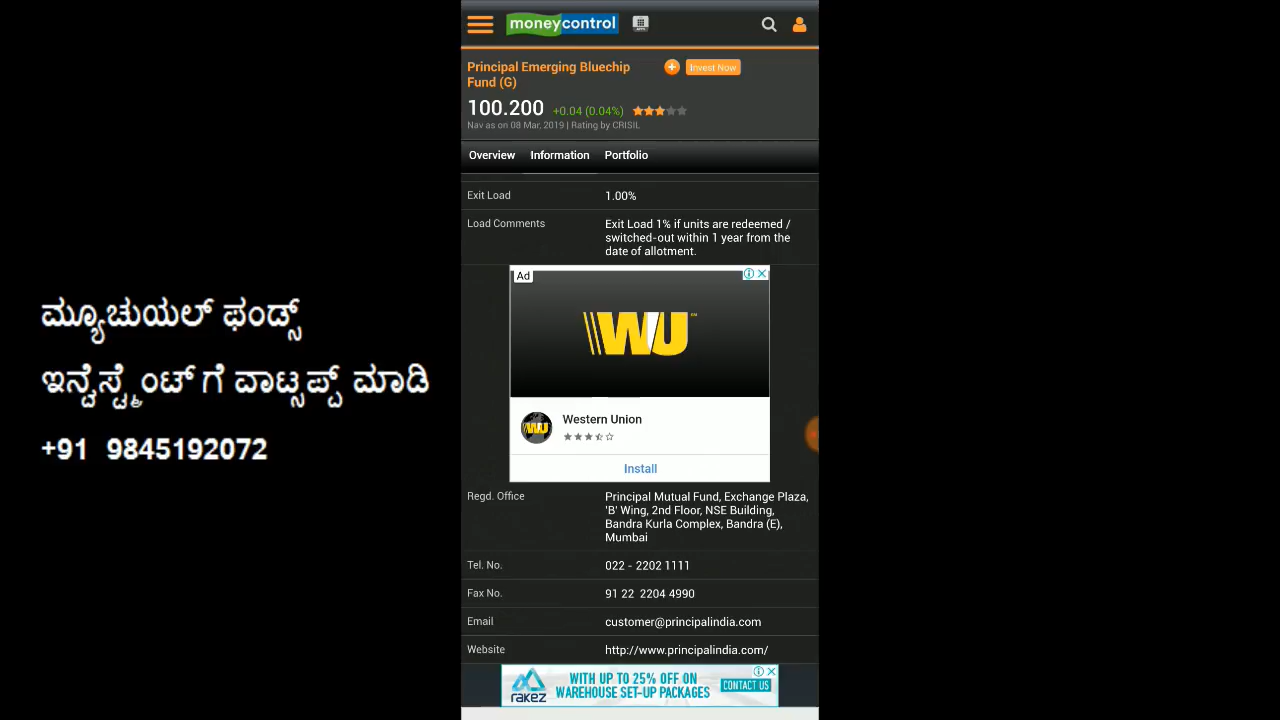 moneycontrol
APPS
Principal Emerging Bluechip
Fund (G)
Invest Now
100.200 +0.04 (0.04%)
Nav as on 08 Mar, 2019 | Rating by CRISIL
Overview Information Portfolio
Exit Load 1.00%
Load Comments Exit Load 1% if units are redeemed /
switched-out within 1 year from the
date of allotment.
Ad
WU
TM
WU Western Union
Install
Regd. Office Principal Mutual Fund, Exchange Plaza,
'B' Wing, 2nd Floor, NSE Building,
Bandra Kurla Complex, Bandra (E),
Mumbai
Tel. No. 022 - 2202 1111
Fax No. 91 22 2204 4990
Email customer@principalindia.com
Website http://www.principalindia.com/
rakez
WITH UP TO 25% OFF ON
WAREHOUSE SET-UP PACKAGES
CONTACT US
ಮ್ಯೂಚುಯಲ್ ಫಂಡ್ಸ್
ಇನ್ವೆಸ್ಟ್ಮೆಂಟ್ ಗೆ ವಾಟ್ಸಪ್ಪ್ ಮಾಡಿ
+91 9845192072